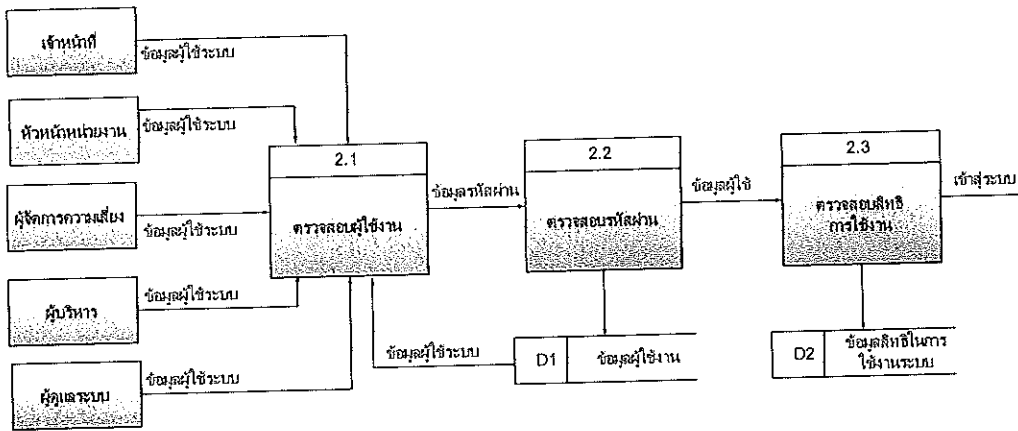 เจ้าหน้าที่
ข้อมูลผู้ใช้ระบบ
หัวหน้าหน่วยงาน
ข้อมูลผู้ใช้ระบบ
ผู้จัดการความเสี่ยง
ข้อมูลผู้ใช้ระบบ
ผู้บริหาร
ข้อมูลผู้ใช้ระบบ
ผู้ดูแลระบบ
ข้อมูลผู้ใช้ระบบ
2.1
ตรวจสอบผู้ใช้งาน
ข้อมูลรหัสผ่าน
2.2
ตรวจสอบรหัสผ่าน
ข้อมูลผู้ใช้
2.3
ตรวจสอบสิทธิ
การใช้งาน
เข้าสู่ระบบ
ข้อมูลผู้ใช้ระบบ
D1
ข้อมูลผู้ใช้งาน
D2
ข้อมูลสิทธิในการ
ใช้งานระบบ